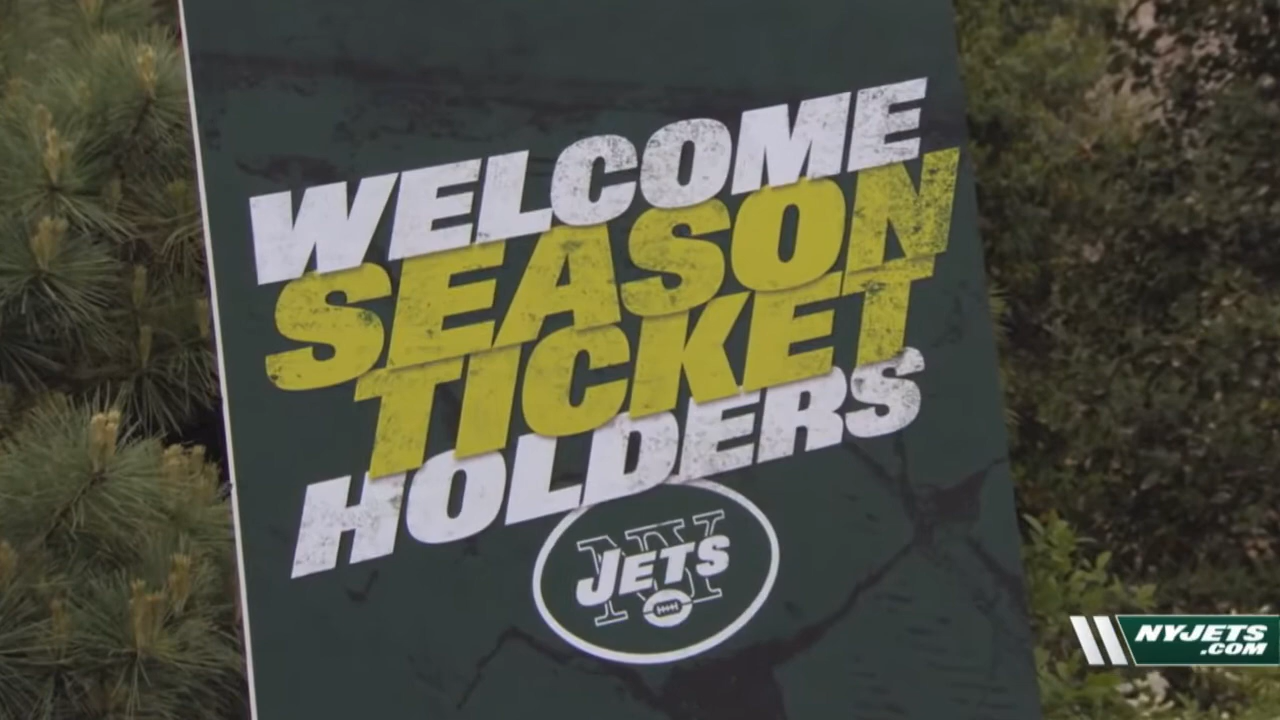 WELCOME
SEASON
TICKET
HOLDERS
NY
JETS
NYJETS
.COM